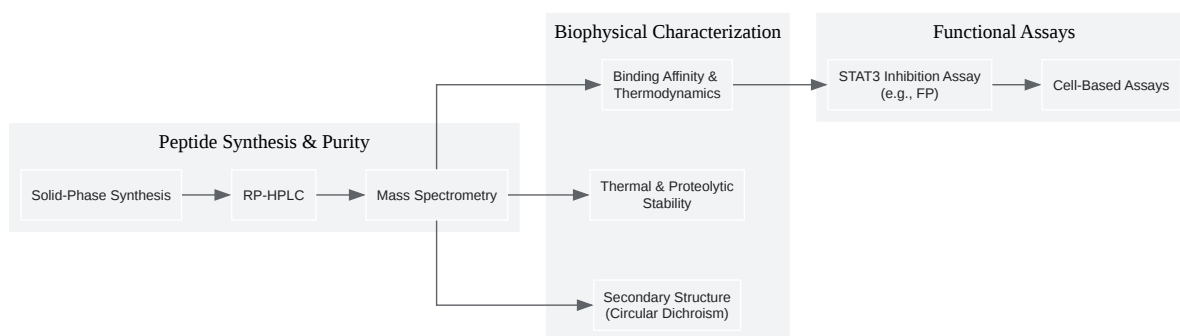 Biophysical Characterization
Functional Assays
Binding Affinity &
Thermodynamics
STAT3 Inhibition Assay
(e.g., FP)
Cell-Based Assays
Peptide Synthesis & Purity
Solid-Phase Synthesis
RP-HPLC
Mass Spectrometry
Thermal & Proteolytic
Stability
Secondary Structure
(Circular Dichroism)